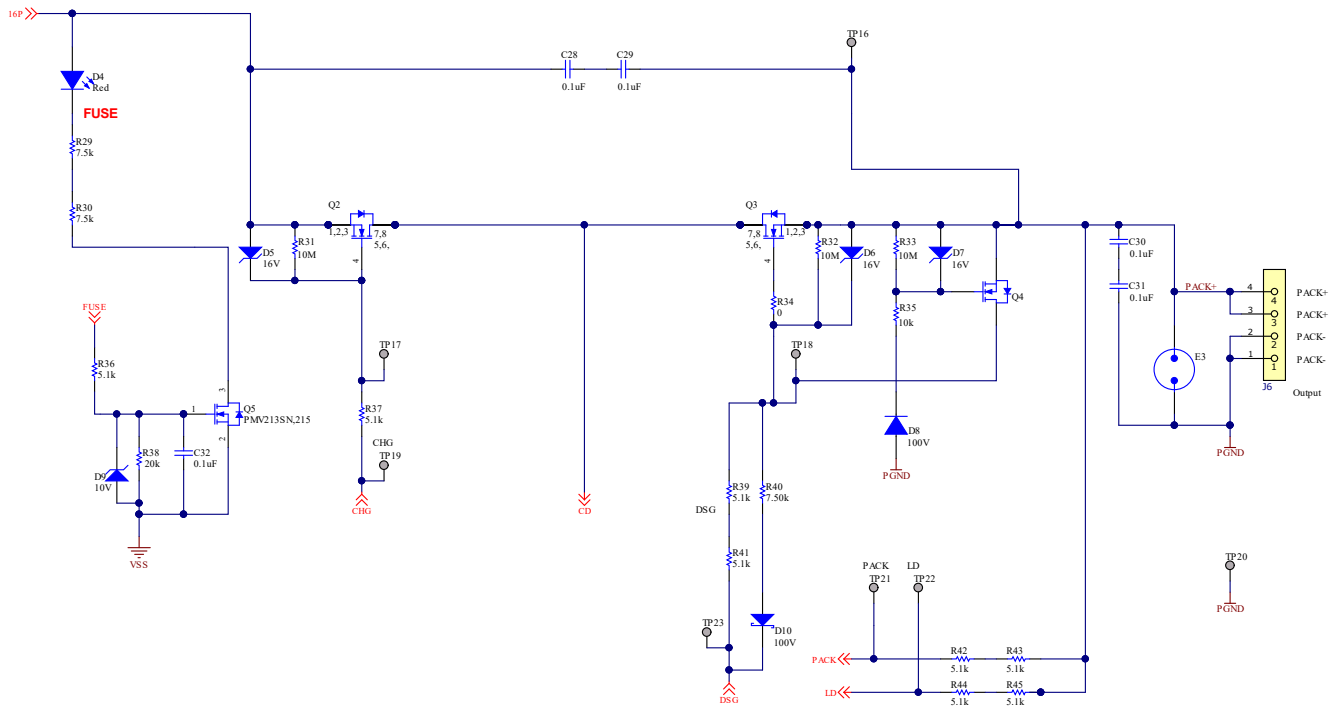 16P
TP16
C28
C29
0.1uF
0.1uF
D4
Red
FUSE
R29
7.5k
R30
7.5k
Q2
1,2,3
7,8
5,6,
4
D5
16V
R31
10M
Q3
7,8
5,6,
1,2,3
4
R32
10M
D6
16V
R33
10M
D7
16V
R34
0
R35
10k
Q4
C30
0.1uF
C31
0.1uF
PACK+
4
4
PACK+
3
3
PACK+
2
2
PACK-
1
1
PACK-
J6
Output
E3
PGND
FUSE
R36
5.1k
3
1
Q5
PMV213SN,215
2
D9
10V
R38
20k
C32
0.1uF
VSS
TP17
R37
5.1k
CHG
TP19
CHG
CD
TP18
D8
100V
PGND
R39
5.1k
R40
7.50k
DSG
R41
5.1k
TP23
D10
100V
DSG
PACK
TP21
LD
TP22
PACK
R42
5.1k
R43
5.1k
LD
R44
5.1k
R45
5.1k
TP20
PGND